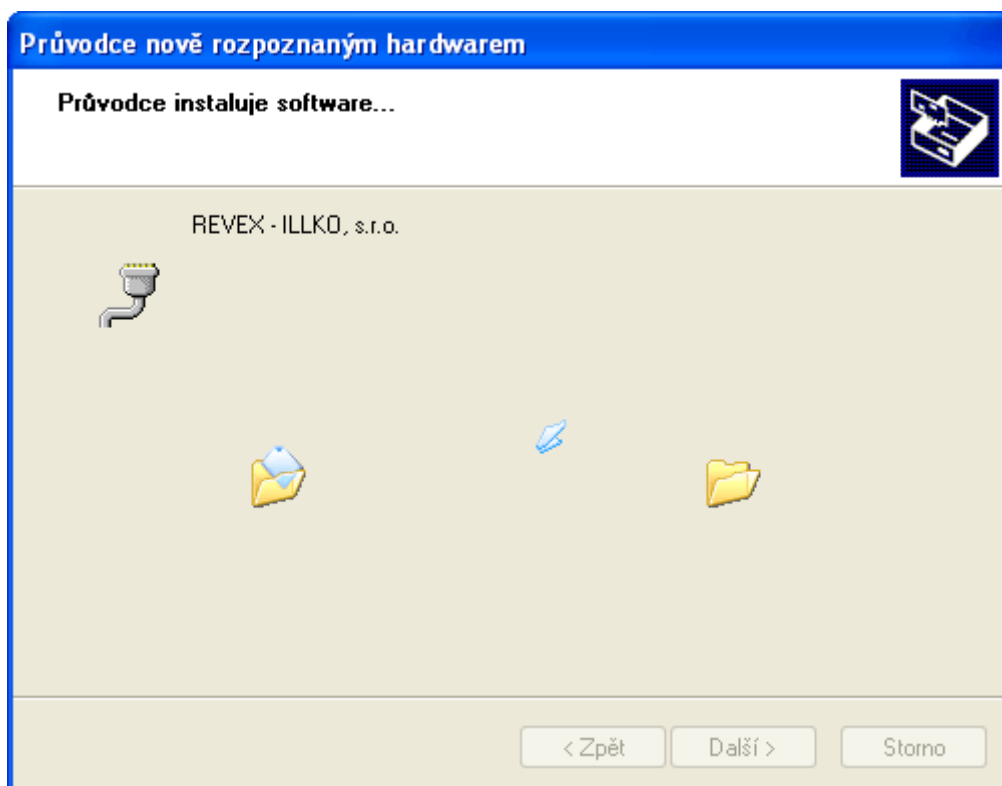 Průvodce nově rozpoznaným hardwarem
Průvodce instaluje software...
REVEX - ILLKO, s.r.o.
< Zpět
Další >
Storno